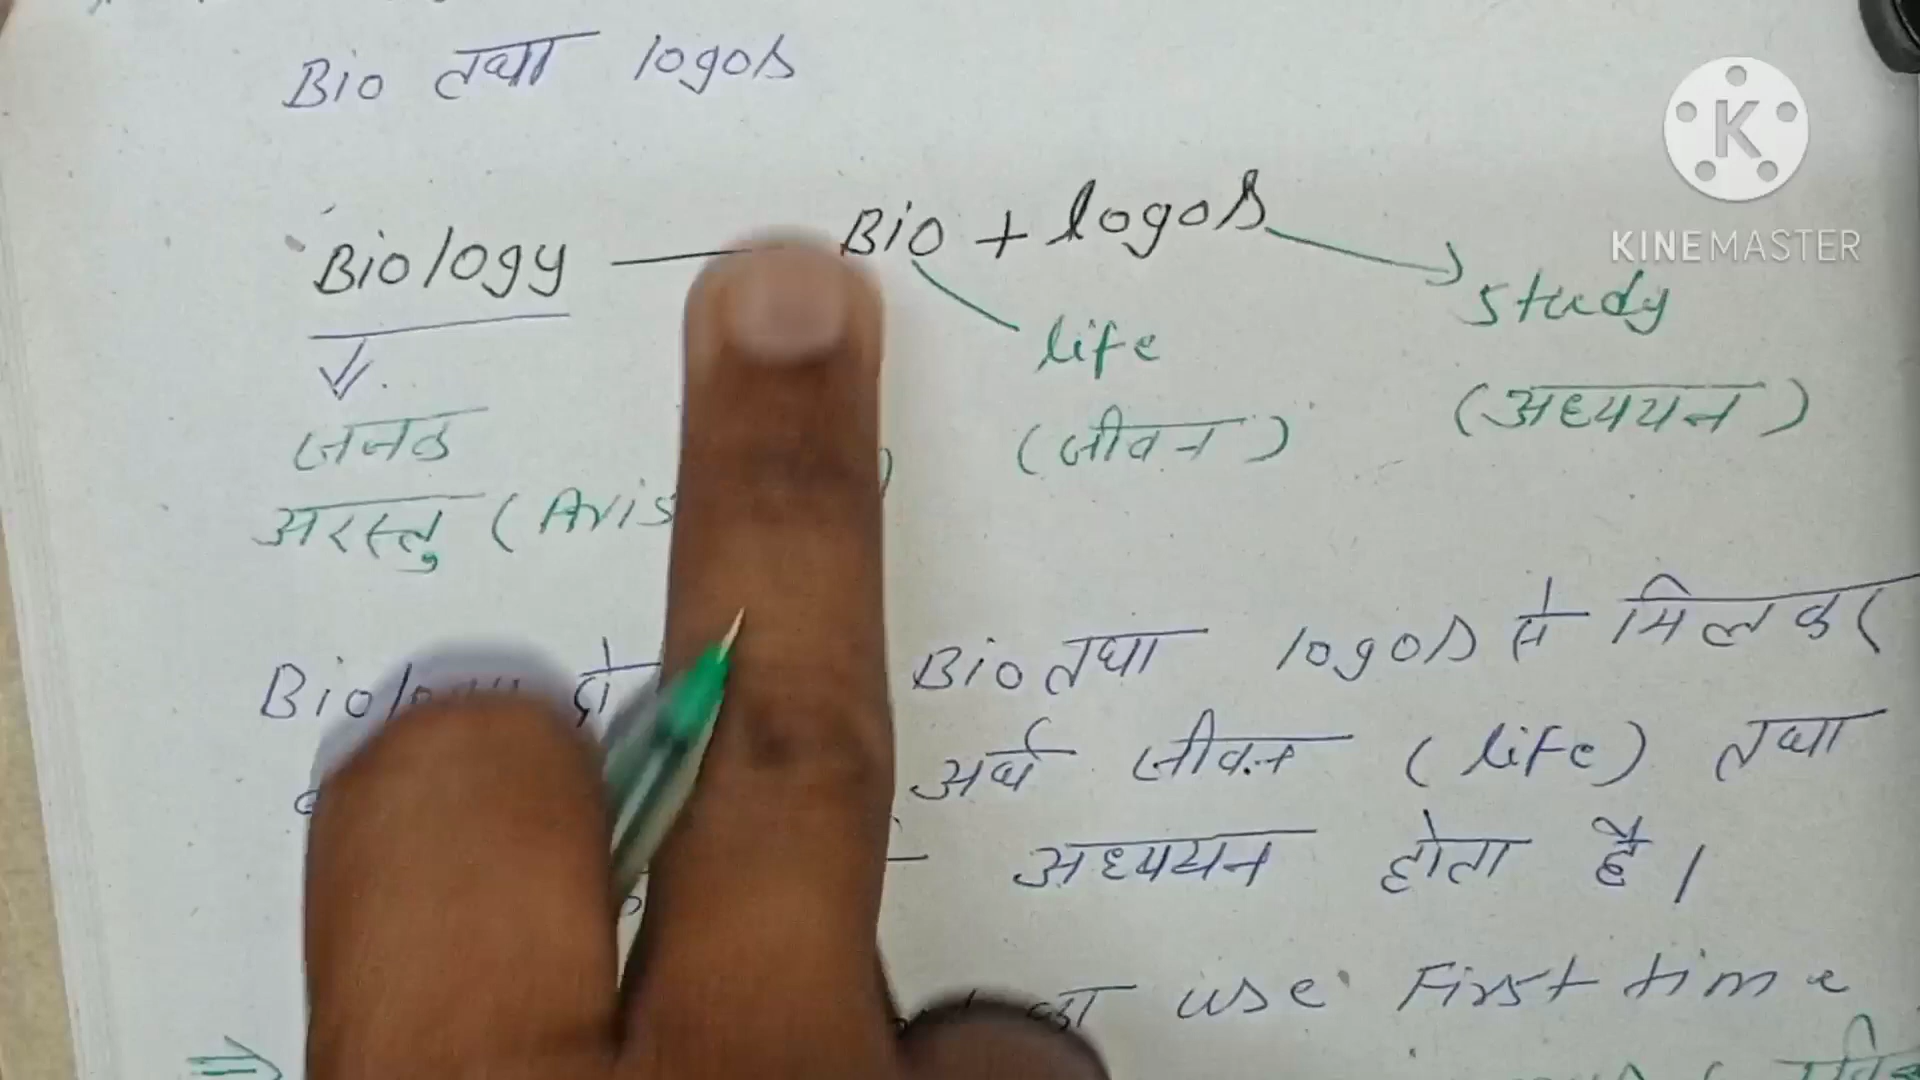 Bio तथा logos
Biology — Bio + logos
study
life
(जीवन)
(अध्ययन)
जनक
अरस्तु (Aris
Bio तथा logos से मिलकर
अर्थ जीवन (life) तथा
अध्ययन होता है।
का use First time
KINEMASTER